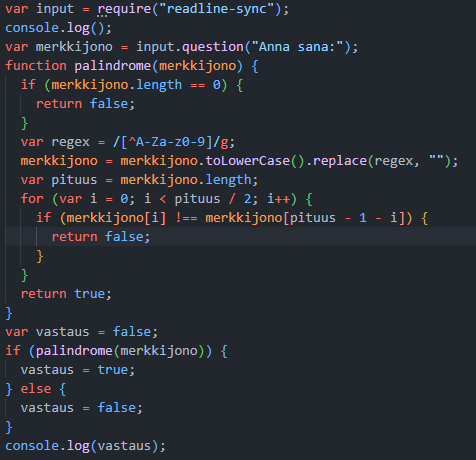 var input = require("readline-sync");
console.log();
var merkkijono = input.question("Anna sana:");
function palindrome(merkkijono) {
  if (merkkijono.length == 0) {
    return false;
  }
  var regex = /[^A-Za-z0-9]/g;
  merkkijono = merkkijono.toLowerCase().replace(regex, "");
  var pituus = merkkijono.length;
  for (var i = 0; i < pituus / 2; i++) {
    if (merkkijono[i] !== merkkijono[pituus - 1 - i]) {
      return false;
    }
  }
  return true;
}
var vastaus = false;
if (palindrome(merkkijono)) {
  vastaus = true;
} else {
  vastaus = false;
}
console.log(vastaus);